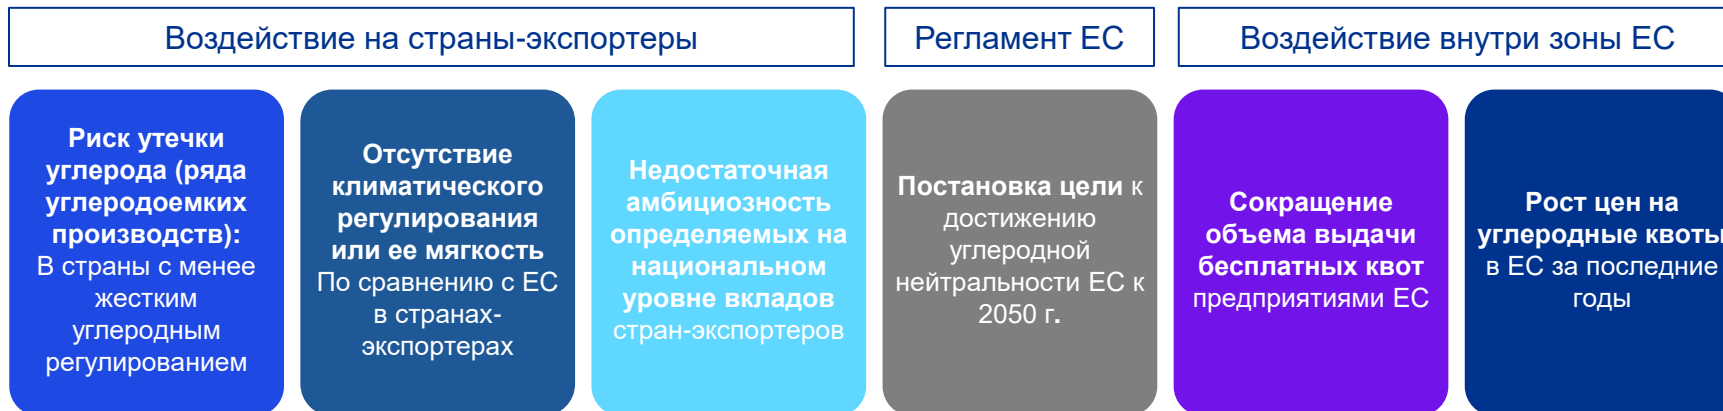 Воздействие на страны-экспортеры
Регламент ЕС
Воздействие внутри зоны ЕС
Риск утечки
углерода (ряда
углеродоемких
производств):
В страны с менее
жестким
углеродным
регулированием
Отсутствие
климатического
регулирования
или ее мягкость
По сравнению с ЕС
в странах-
экспортерах
Недостаточная
амбициозность
определяемых на
национальном
уровне вкладов
стран-экспортеров
Постановка цели к
достижению
углеродной
нейтральности ЕС к
2050 г.
Сокращение
объема выдачи
бесплатных квот
предприятиями ЕС
Рост цен на
углеродные квоты
в ЕС за последние
годы